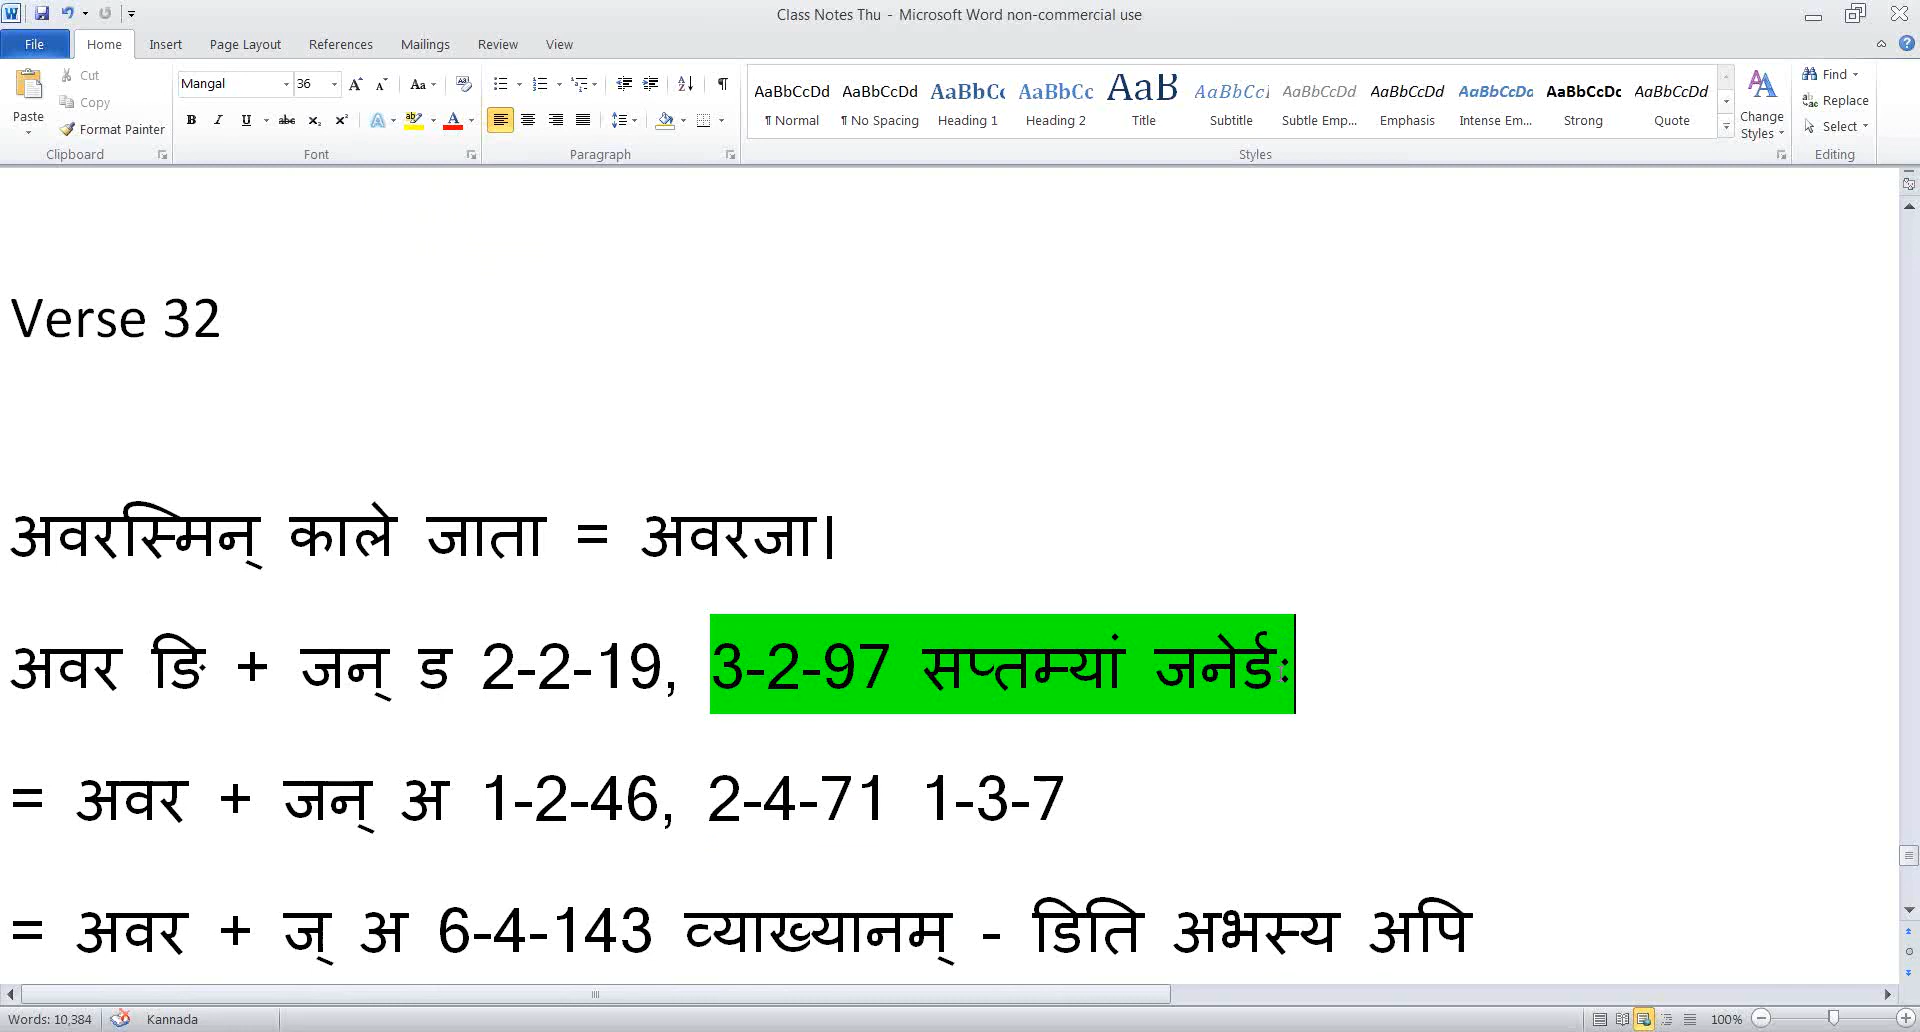 Class Notes Thu - Microsoft Word non-commercial use
File Home Insert Page Layout References Mailings Review View
Paste
Cut
Copy
Format Painter
Clipboard
Mangal 36
Font
Paragraph
AaBbCcDd AaBbCcDd AaBbCc AaBbCc AaB AaBbCcI AaBbCcDd AaBbCcDd AaBbCcDd AaBbCcDc AaBbCcDd
¶ Normal ¶ No Spacing Heading 1 Heading 2 Title Subtitle Subtle Emp... Emphasis Intense Em... Strong Quote
Styles
Change Styles
Find
Replace
Select
Editing
Verse 32
अवरस्मिन् काले जाता = अवरजा।
अवर ङि + जन् ड 2-2-19, 3-2-97 सप्तम्यां जनेर्डः
= अवर + जन् अ 1-2-46, 2-4-71 1-3-7
= अवर + ज् अ 6-4-143 व्याख्यानम् - डिति अभस्य अपि
Words: 10,384 Kannada 100%